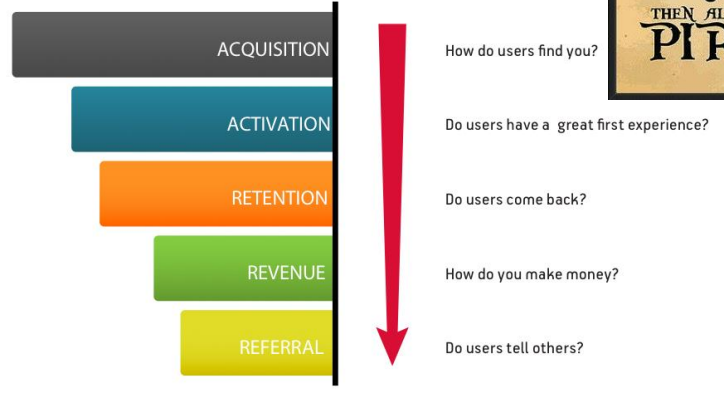 ACQUISITION
How do users find you?
THEN
ACTIVATION
Do users have a great first experience?
RETENTION
Do users come back?
REVENUE
How do you make money?
REFERRAL
Do users tell others?